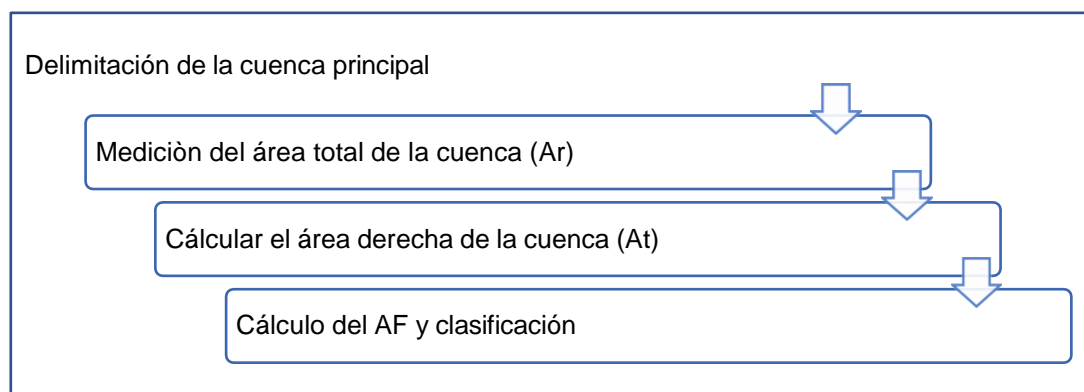 Delimitación de la cuenca principal
Mediciòn del área total de la cuenca (Ar)
Cálcular el área derecha de la cuenca (At)
Cálculo del AF y clasificación